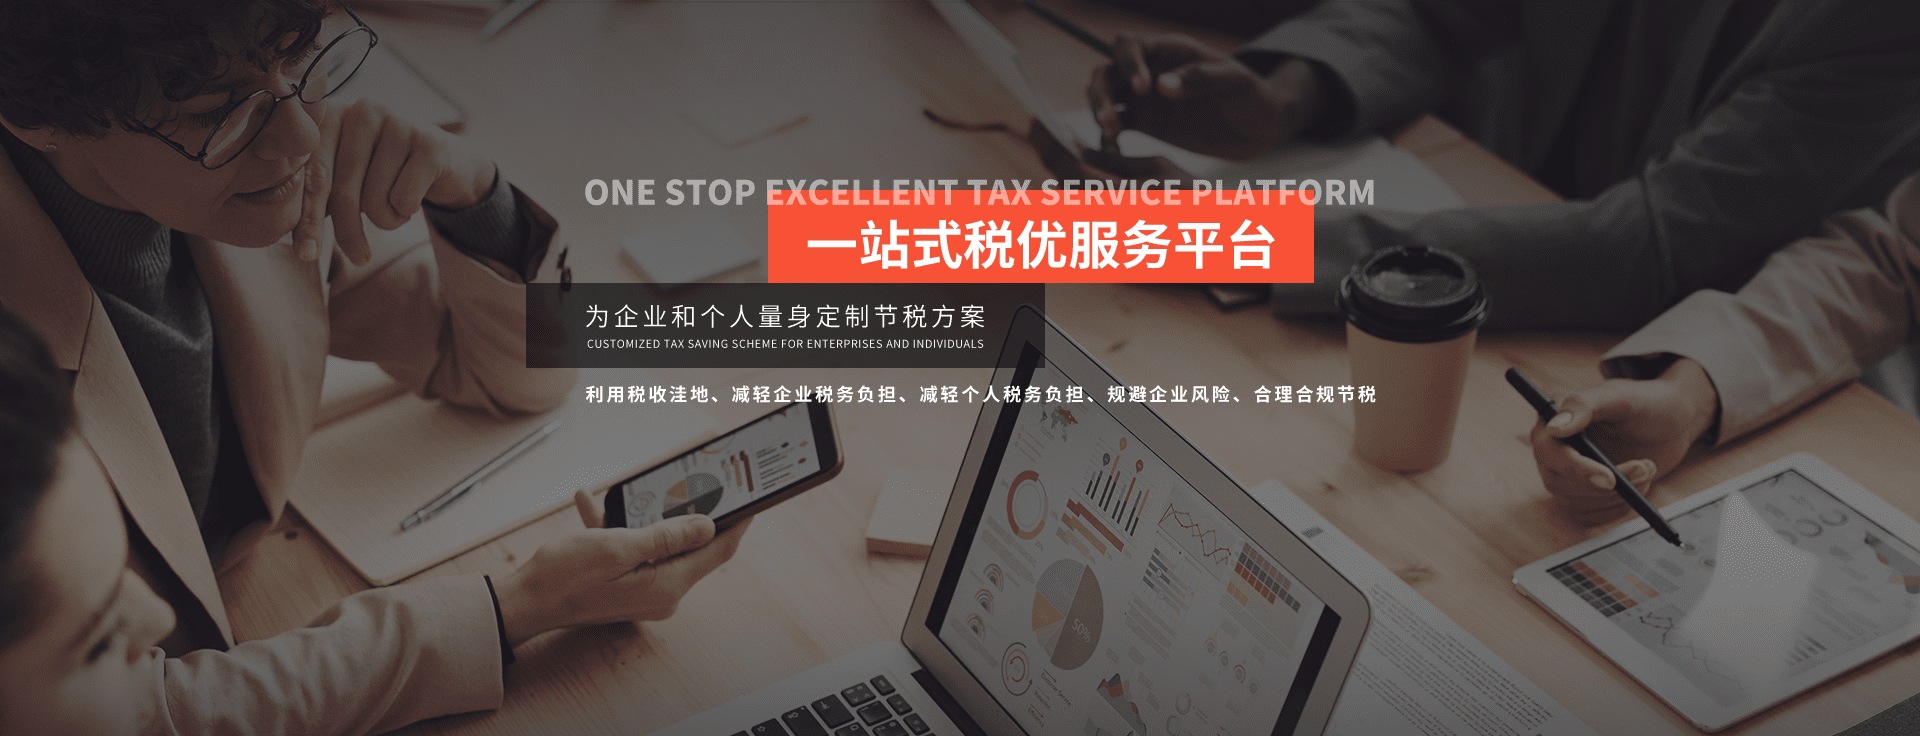 ONE STOP EXCELLENT TAX SERVICE PLATFORM
一站式税优服务平台
为企业和个人量身定制节税方案
CUSTOMIZED TAX SAVING SCHEME FOR ENTERPRISES AND INDIVIDUALS
利用税收洼地、减轻企业税务负担、减轻个人税务负担、规避企业风险、合理合规节税
50%